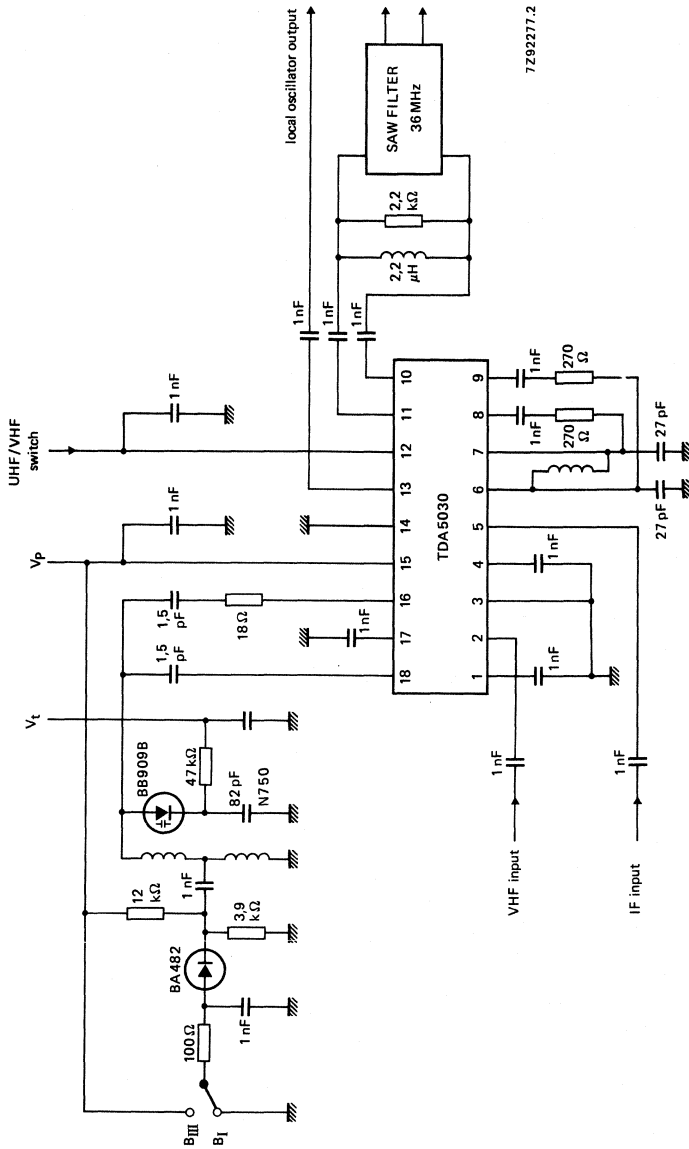 local oscillator output
SAW FILTER
36 MHz
7Z92277.2
2,2
kΩ
2,2
μH
1 nF
1 nF
1 nF
UHF/VHF
switch
1 nF
Vp
1 nF
1,5
pF
18Ω
1,5
pF
1 nF
Vt
BB909B
47 kΩ
82 pF
N750
12
kΩ
1 nF
3,9
kΩ
BA482
100Ω
1 nF
BIII
BI
18
17
16
15
14
13
12
11
10
TDA5030
1
2
3
4
5
6
7
8
9
1 nF
1 nF
1 nF
270
Ω
1 nF
270
Ω
27 pF
27 pF
1 nF
VHF input
1 nF
IF input